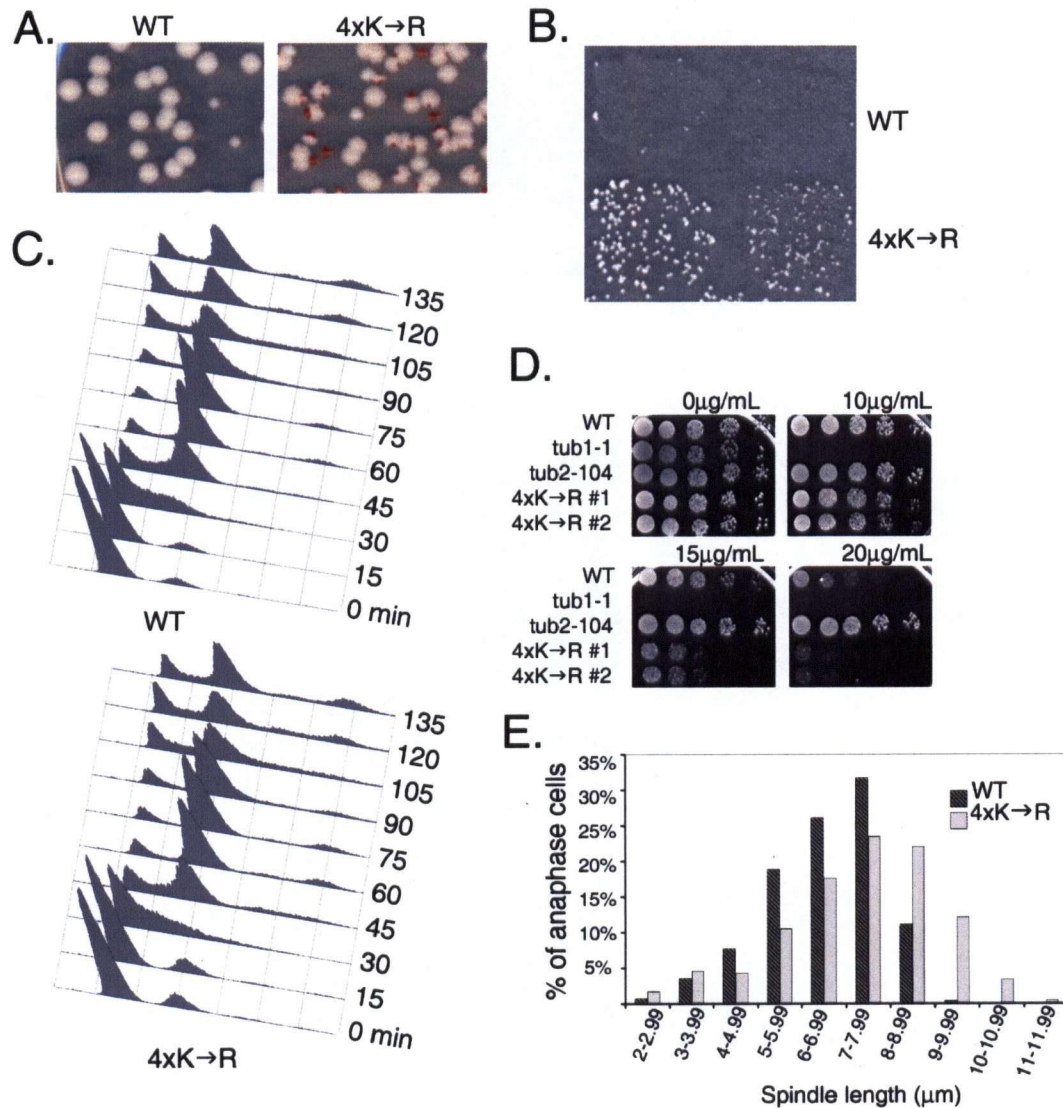 A.
WT
4xK→R
B.
WT
4xK→R
C.
135
120
105
90
75
60
45
30
15
0 min
WT
135
120
105
90
75
60
45
30
15
0 min
4xK→R
D.
0μg/mL
10μg/mL
WT
tub1-1
tub2-104
4xK→R #1
4xK→R #2
15μg/mL
20μg/mL
WT
tub1-1
tub2-104
4xK→R #1
4xK→R #2
E.
% of anaphase cells
35%
30%
25%
20%
15%
10%
5%
WT
4xK→R
2-2.99
3-3.99
4-4.99
5-5.99
6-6.99
7-7.99
8-8.99
9-9.99
10-10.99
11-11.99
Spindle length (μm)